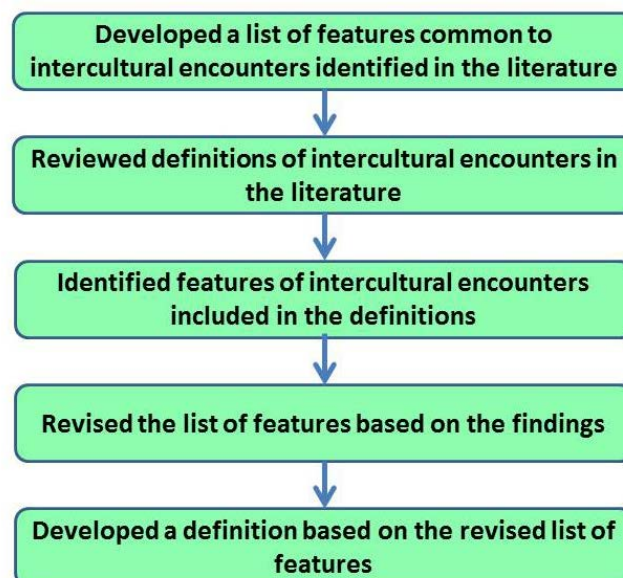 Developed a list of features common to
intercultural encounters identified in the literature
Reviewed definitions of intercultural encounters in
the literature
Identified features of intercultural encounters
included in the definitions
Revised the list of features based on the findings
Developed a definition based on the revised list of
features